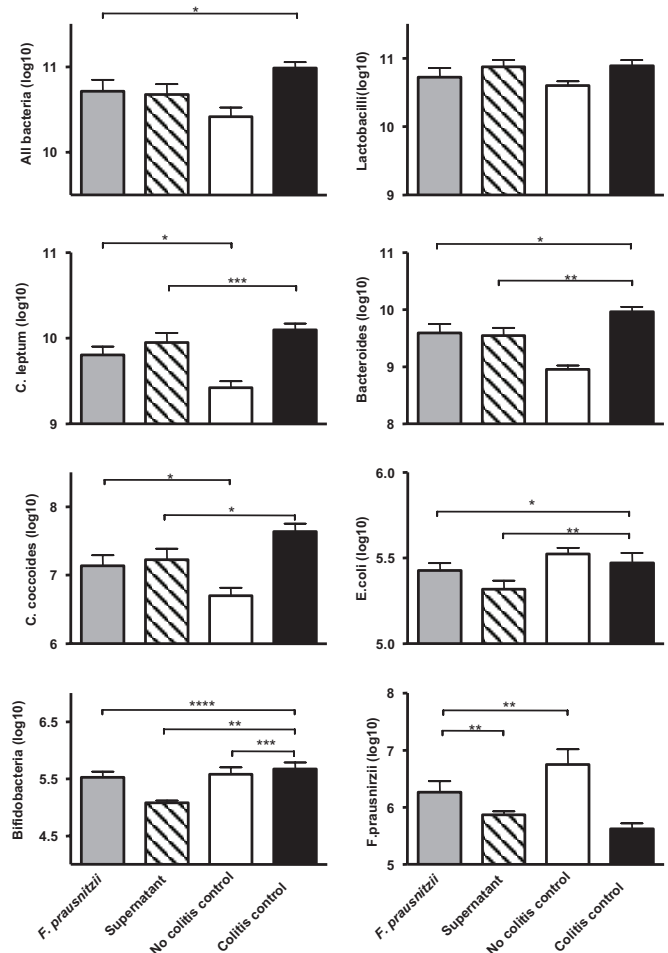 *
All bacteria (log10)
11
10
Lactobacilli(log10)
11
10
9
*
***
C. leptum (log10)
11
10
9
*
**
Bacteroides (log10)
11
10
9
8
*
*
C. coccoides (log10)
8
7
6
*
**
E.coli (log10)
6.0
5.5
5.0
****
**
***
Bifidobacteria (log10)
6.5
5.5
4.5
**
**
F.prausnirzii (log10)
8
7
6
5
F. prausnitzii
Supernatant
No colitis control
Colitis control
F. prausnitzii
Supernatant
No colitis control
Colitis control